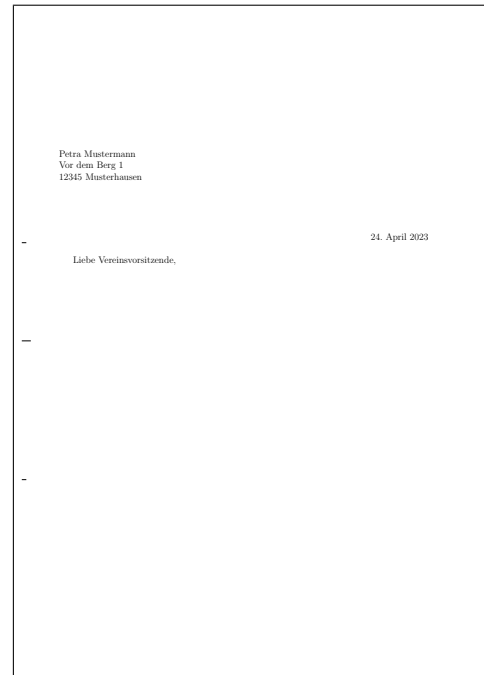 Petra Mustermann
Vor dem Berg 1
12345 Musterhausen
24. April 2023
Liebe Vereinsvorsitzende,